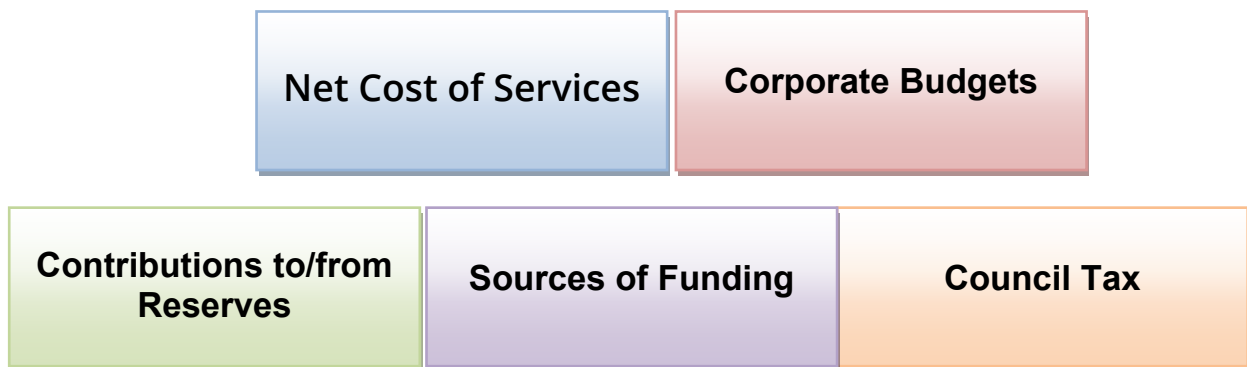 Net Cost of Services
Corporate Budgets
Contributions to/from
Reserves
Sources of Funding
Council Tax